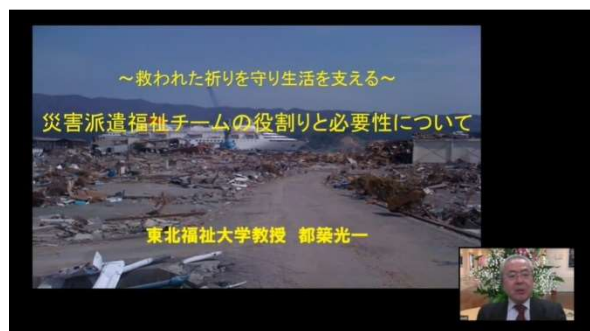 ～救われた祈りを守り生活を支える～
災害派遣福祉チームの役割りと必要性について
東北福祉大学教授 都築光一